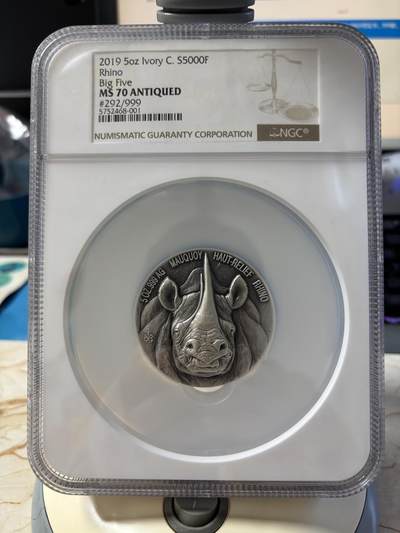 2019 5oz Ivory C. S5000F
Rhino
Big Five
MS 70 ANTIQUED
#292/999
5752468-001
NUMISMATIC GUARANTY CORPORATION
NGC®
5 OZ .999 AG MAUQUOY HAUT-RELIEF RHINO